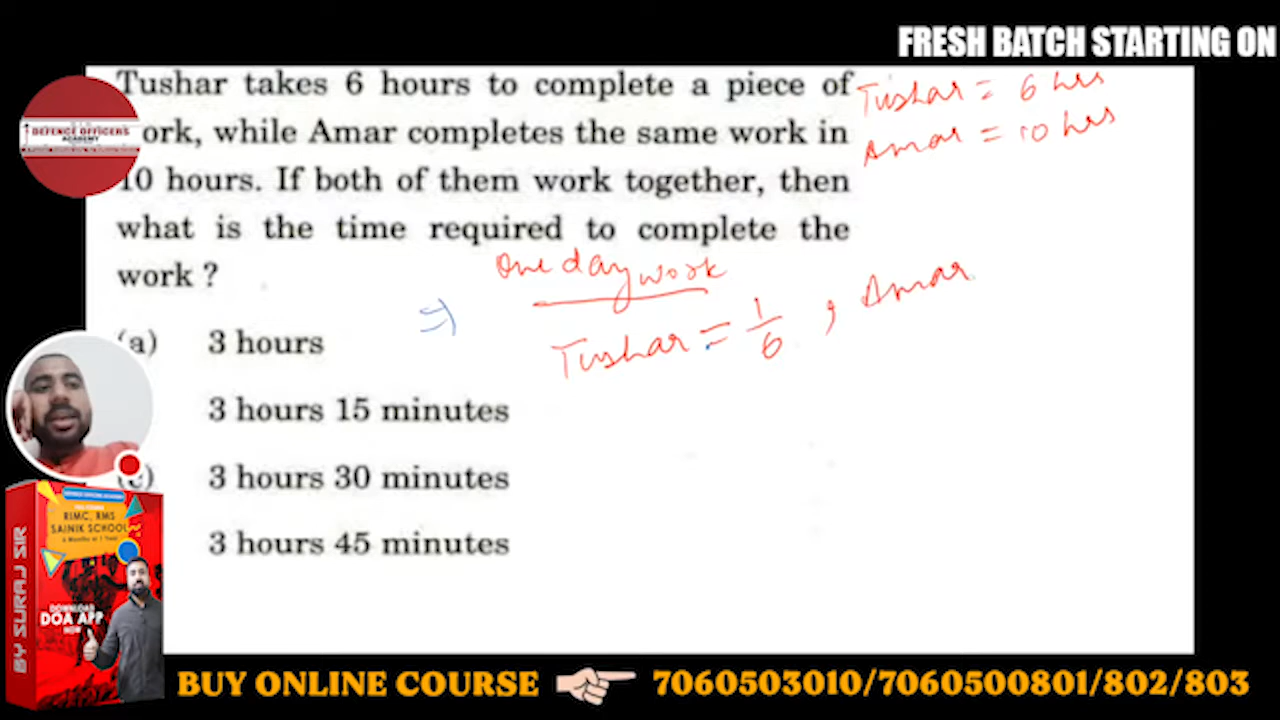 FRESH BATCH STARTING ON
Tushar takes 6 hours to complete a piece of
ork, while Amar completes the same work in
10 hours. If both of them work together, then
what is the time required to complete the
work ?
Tushar = 6 hrs
Amar = 10 hrs
One day work
⇒ Tushar = 1/6 , Amar
(a) 3 hours
3 hours 15 minutes
3 hours 30 minutes
3 hours 45 minutes
DEFENCE OFFICERS
ACADEMY
BY SURAJ SIR
RIMC, RMS
SAINIK SCHOOL
DOWNLOAD
DOA APP
NOW
BUY ONLINE COURSE 7060503010/7060500801/802/803